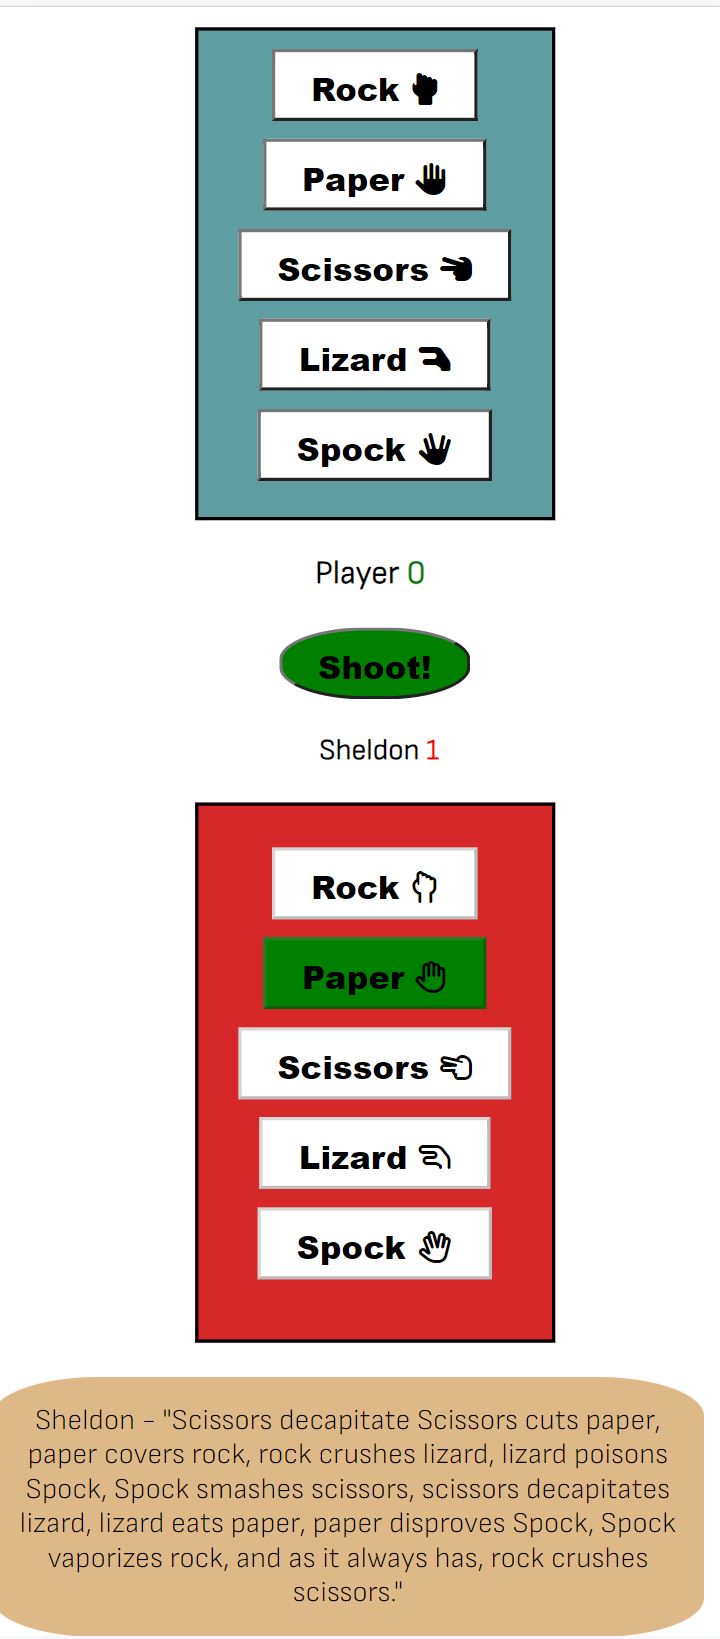 Rock
Paper
Scissors
Lizard
Spock
Player 0
Shoot!
Sheldon 1
Rock
Paper
Scissors
Lizard
Spock
Sheldon - "Scissors decapitate Scissors cuts paper,
paper covers rock, rock crushes lizard, lizard poisons
Spock, Spock smashes scissors, scissors decapitates
lizard, lizard eats paper, paper disproves Spock, Spock
vaporizes rock, and as it always has, rock crushes
scissors."